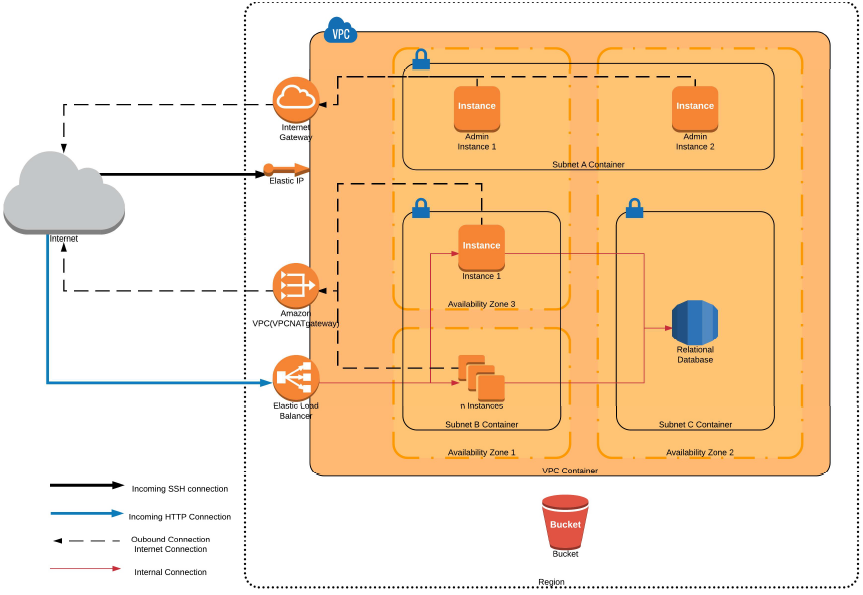 VPC
Instance
Admin
Instance 1
Instance
Admin
Instance 2
Subnet A Container
Internet
Gateway
Elastic IP
Internet
Instance
Instance 1
Availability Zone 3
Amazon
VPC(VPCNATgateway)
Relational
Database
Elastic Load
Balancer
n Instances
Subnet B Container
Subnet C Container
Availability Zone 1
Availability Zone 2
VPC Container
Incoming SSH connection
Incoming HTTP Connection
Oubound Connection
Internet Connection
Internal Connection
Bucket
Bucket
Region